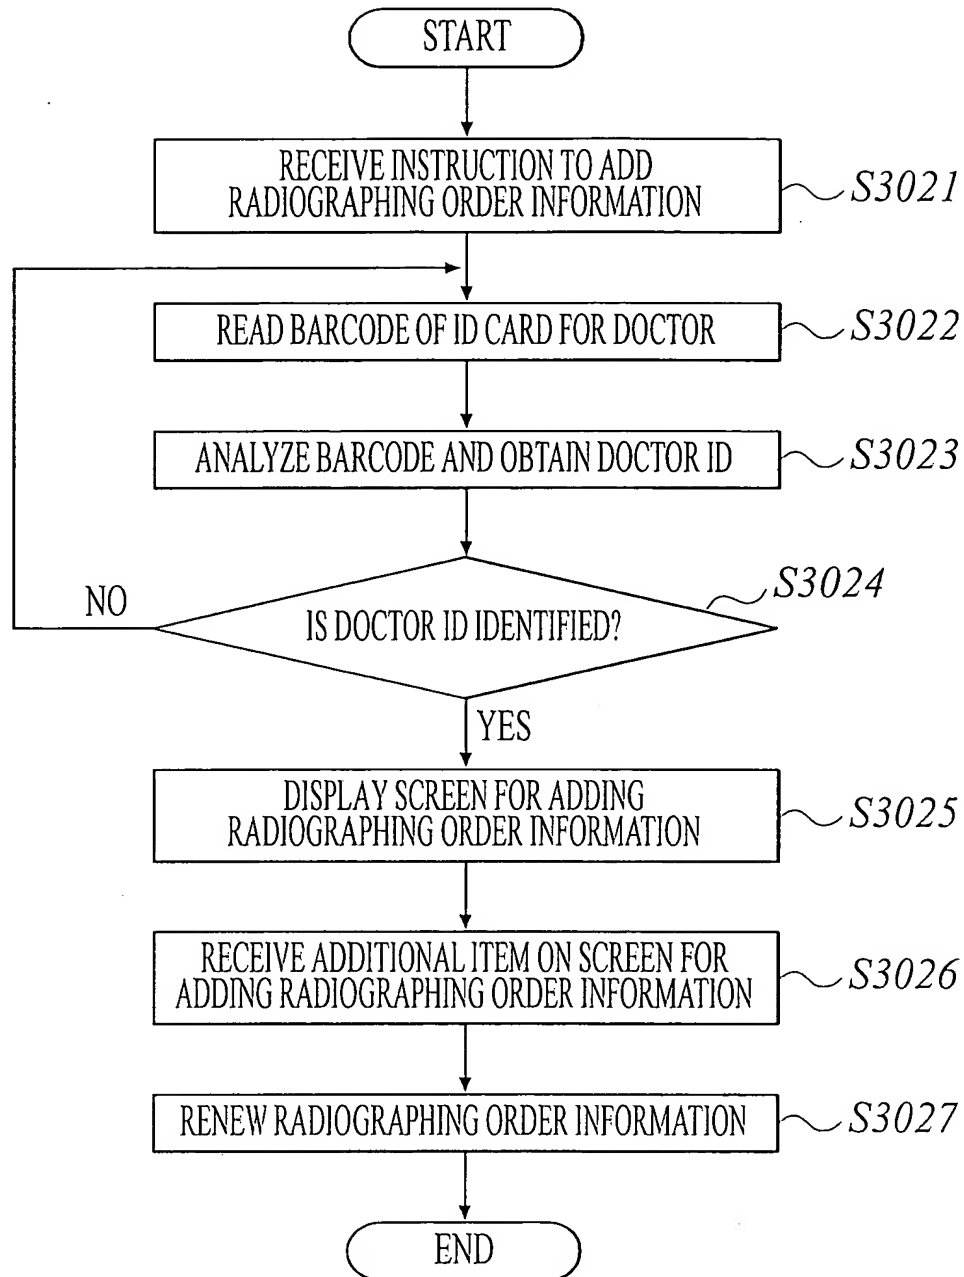 START
RECEIVE INSTRUCTION TO ADD
RADIOGRAPHING ORDER INFORMATION
S3021
READ BARCODE OF ID CARD FOR DOCTOR
S3022
ANALYZE BARCODE AND OBTAIN DOCTOR ID
S3023
S3024
NO
IS DOCTOR ID IDENTIFIED?
YES
DISPLAY SCREEN FOR ADDING
RADIOGRAPHING ORDER INFORMATION
S3025
RECEIVE ADDITIONAL ITEM ON SCREEN FOR
ADDING RADIOGRAPHING ORDER INFORMATION
S3026
RENEW RADIOGRAPHING ORDER INFORMATION
S3027
END